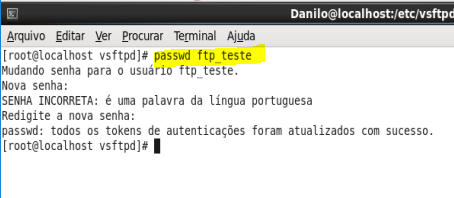 Danilo@localhost:/etc/vsftpd
Arquivo Editar Ver Procurar Terminal Ajuda
[root@localhost vsftpd]# passwd ftp_teste
Mudando senha para o usuário ftp_teste.
Nova senha:
SENHA INCORRETA: é uma palavra da língua portuguesa
Redigite a nova senha:
passwd: todos os tokens de autenticações foram atualizados com sucesso.
[root@localhost vsftpd]#